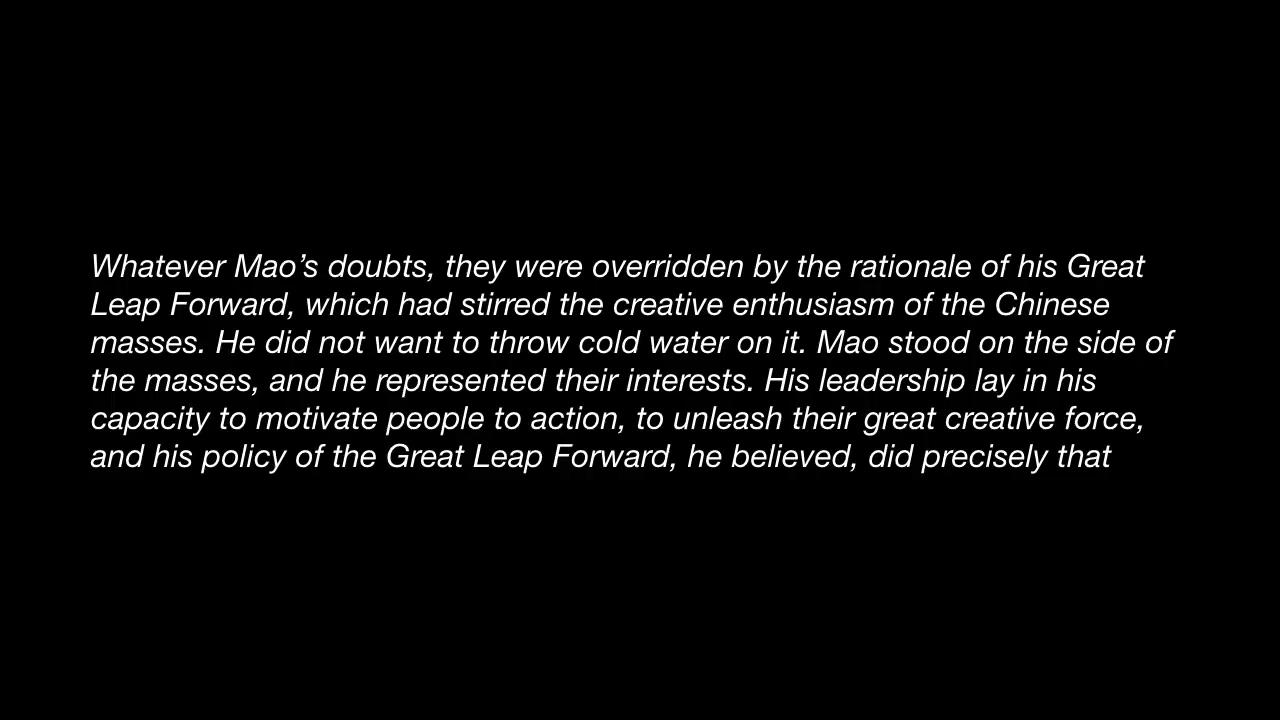 Whatever Mao’s doubts, they were overridden by the rationale of his Great
Leap Forward, which had stirred the creative enthusiasm of the Chinese
masses. He did not want to throw cold water on it. Mao stood on the side of
the masses, and he represented their interests. His leadership lay in his
capacity to motivate people to action, to unleash their great creative force,
and his policy of the Great Leap Forward, he believed, did precisely that